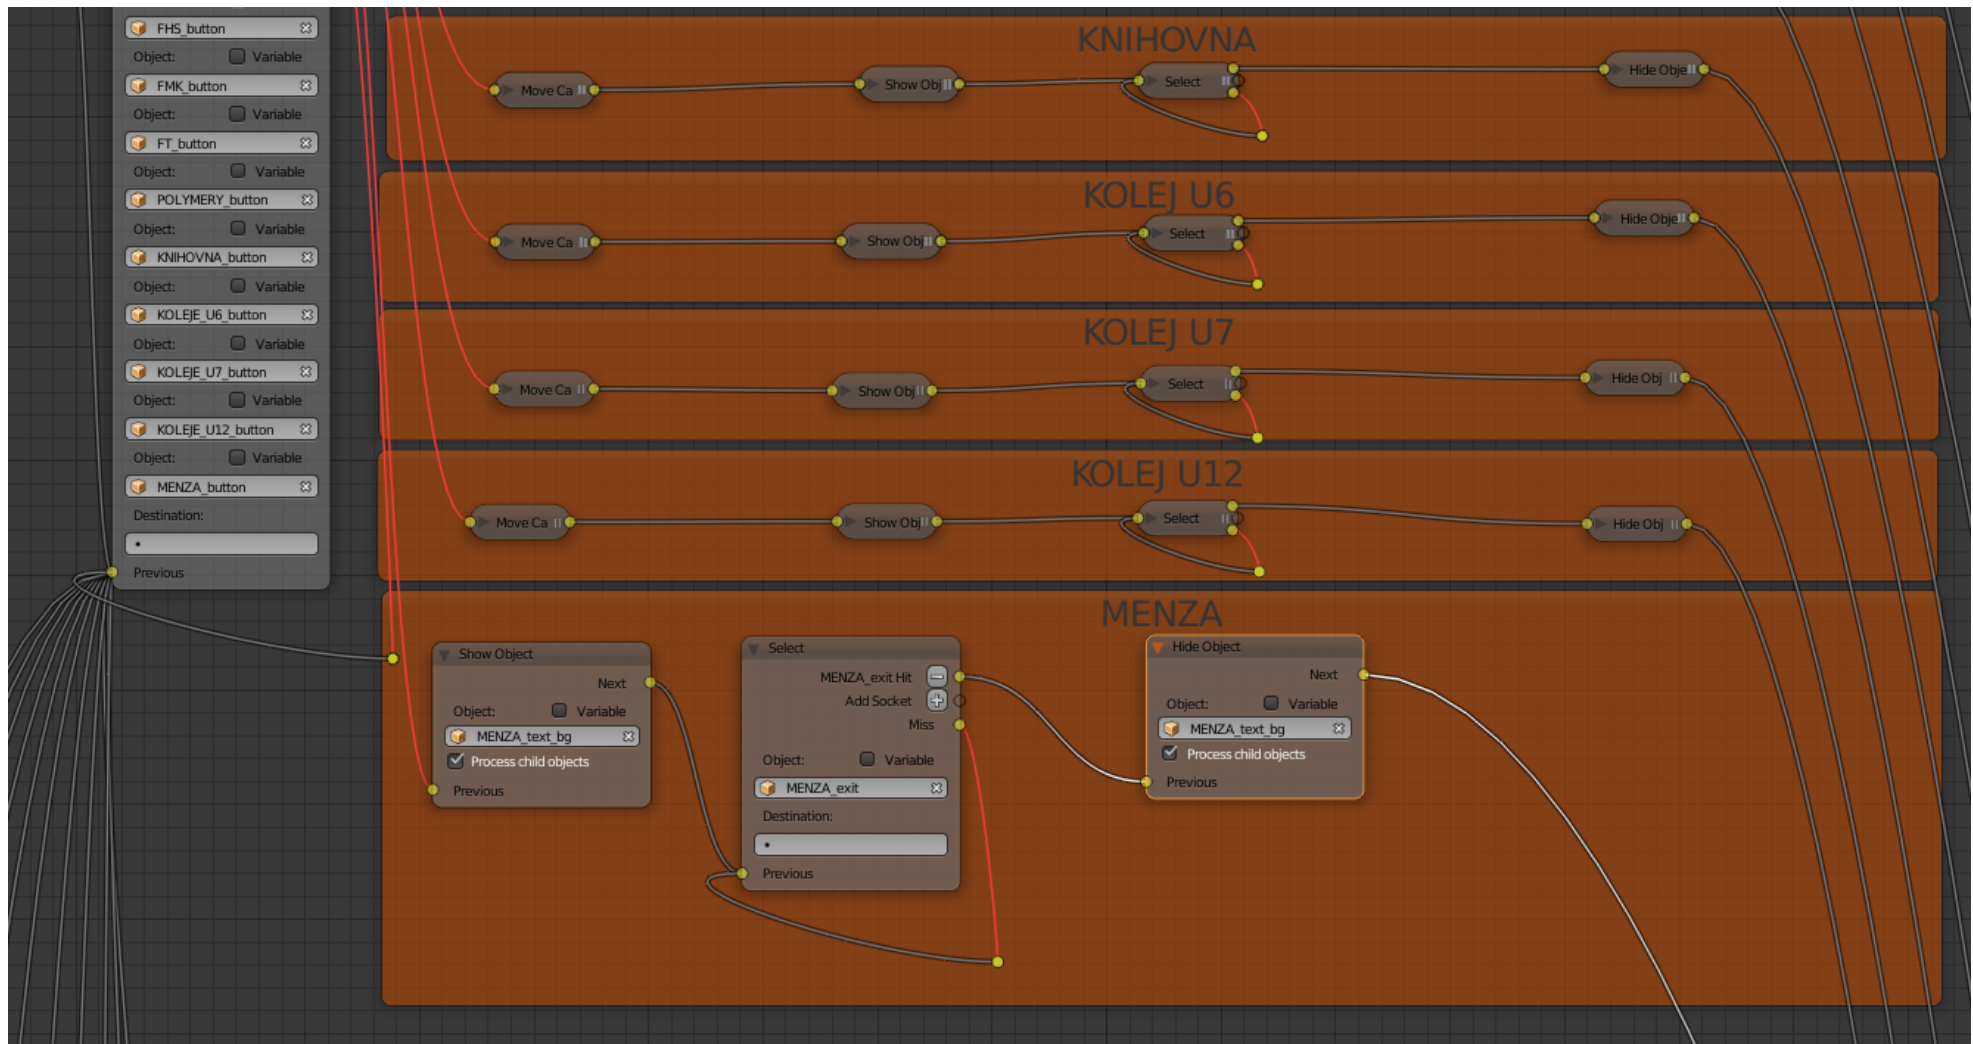 FHS_button
Object: Variable
FMK_button
Object: Variable
FT_button
Object: Variable
POLYMERY_button
Object: Variable
KNIHOVNA_button
Object: Variable
KOLEJE_U6_button
Object: Variable
KOLEJE_U7_button
Object: Variable
KOLEJE_U12_button
Object: Variable
MENZA_button
Destination:
Previous
KNIHOVNA
Move Ca
Show Obj
Select
Hide Obje
KOLEJ U6
Move Ca
Show Obj
Select
Hide Obje
KOLEJ U7
Move Ca
Show Obj
Select
Hide Obj
KOLEJ U12
Move Ca
Show Obj
Select
Hide Obj
MENZA
Show Object
Next
Object: Variable
MENZA_text_bg
Process child objects
Previous
Select
MENZA_exit Hit
Add Socket
Miss
Object: Variable
MENZA_exit
Destination:
Previous
Hide Object
Next
Object: Variable
MENZA_text_bg
Process child objects
Previous